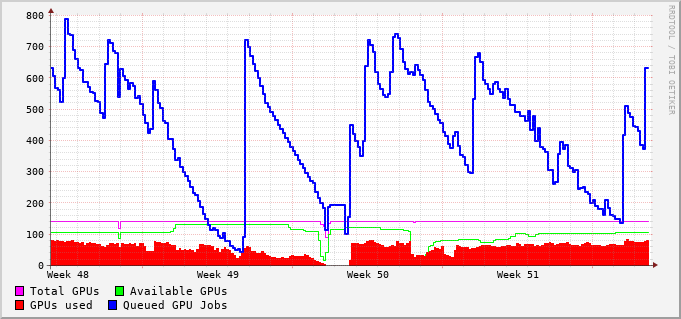 800
700
600
500
400
300
200
100
0
Week 48 Week 49 Week 50 Week 51
Total GPUs Available GPUs
GPUs used Queued GPU Jobs
RRDTOOL / TOBI OETIKER